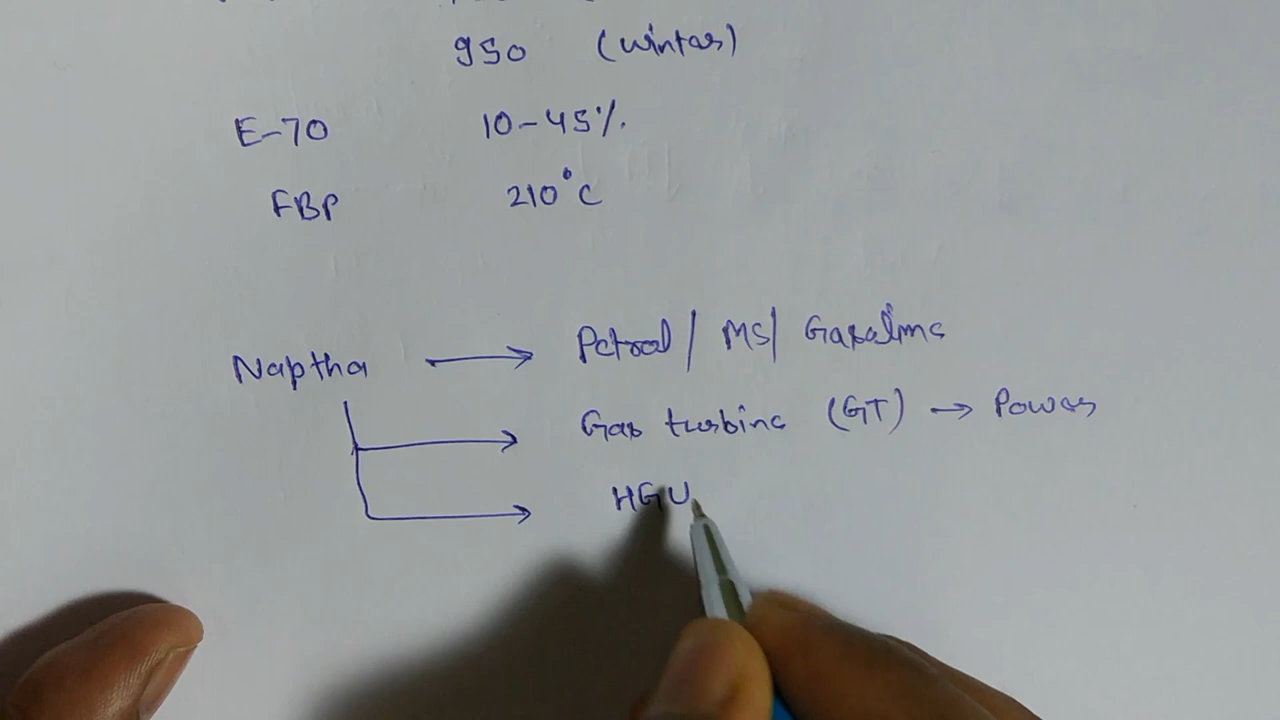 950 (winter)
E-70 10-45%.
FBP 210°C
Naptha → Petrol / MS / Gasoline
Gas turbine (GT) → Power
HGU